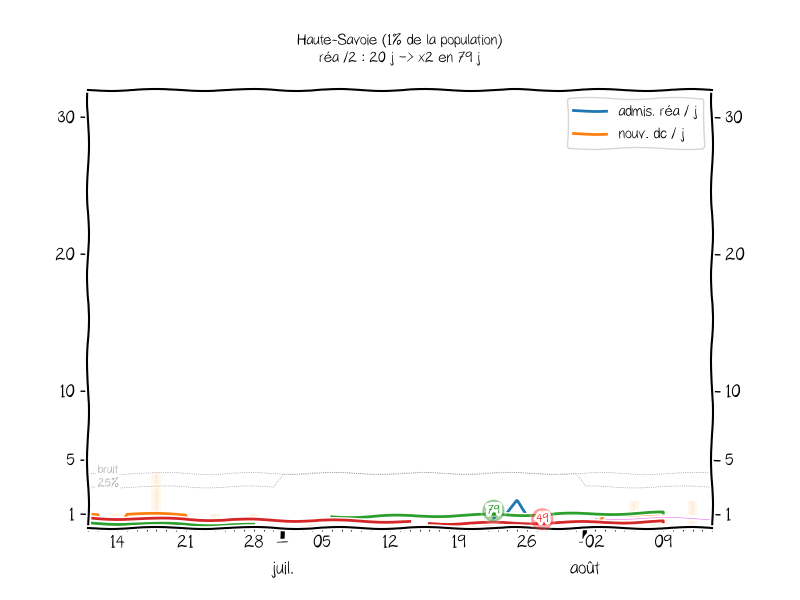 Haute-Savoie (1% de la population)
réa /2 : 20 j -> x2 en 79 j
admis. réa / j
nouv. dc / j
30
30
20
20
10
10
5
5
1
1
bruit
25%
79
49
14 21 28 05 12 19 26 02 09
juil. août